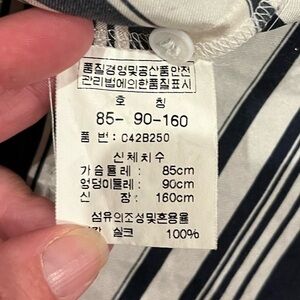 품질경영및공산품안전
관리법에의한품질표시
호 칭
85- 90-160
품 번: C42B250
신체치수
가슴둘레 : 85cm
엉덩이둘레 : 90cm
신 장 : 160cm
섬유의조성및혼용율
실크 100%